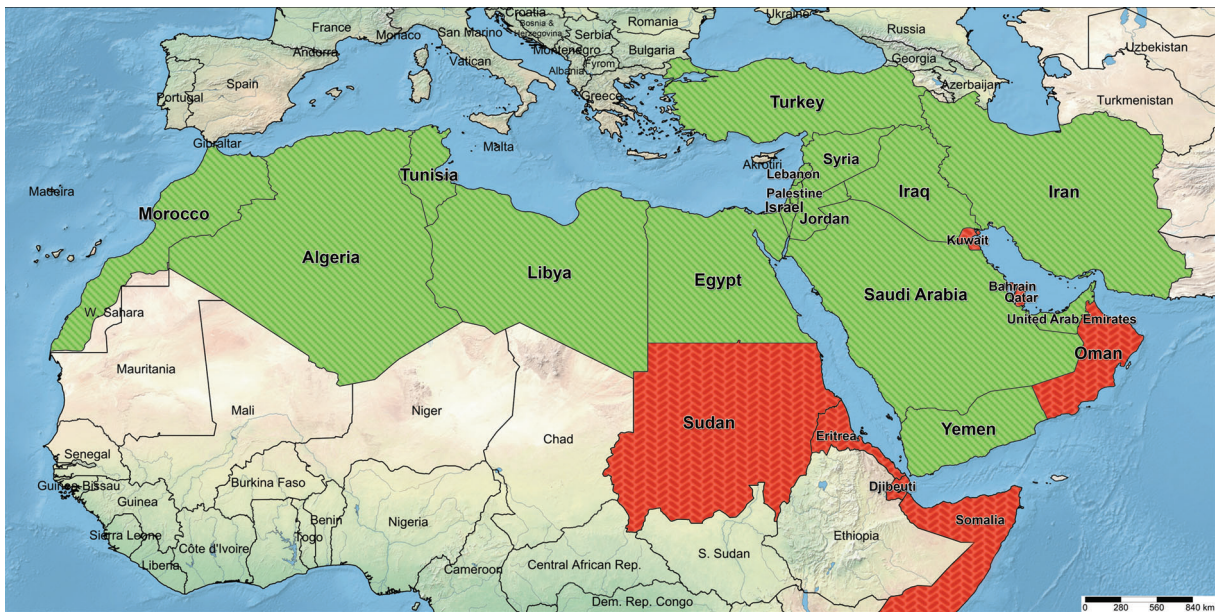 Croatia
Ukraine
Romania
France
Monaco
San Marino
Bosnia &
Herzegovina
Serbia
Russia
Andorra
Montenegro
Bulgaria
Uzbekistan
Vatican
Fyrom
Georgia
Albania
Spain
Azerbaijan
Portugal
Greece
Turkey
Turkmenistan
Gibraltar
Malta
Akrotiri
Syria
Tunisia
Lebanon
Madeira
Palestine
Iraq
Iran
Israel
Morocco
Jordan
Kuwait
Algeria
Libya
Egypt
Saudi Arabia
Bahrain
Qatar
W. Sahara
United Arab Emirates
Oman
Mauritania
Mali
Niger
Chad
Sudan
Yemen
Eritrea
Senegal
Burkina Faso
Guinea-Bissau
Djibeuti
Guinea
Benin
Nigeria
Somalia
Sierra Leone
Togo
Ethiopia
Côte d'Ivoire
S. Sudan
Liberia
Cameroon
Central African Rep.
Dem. Rep. Congo
0 280 560 840 km